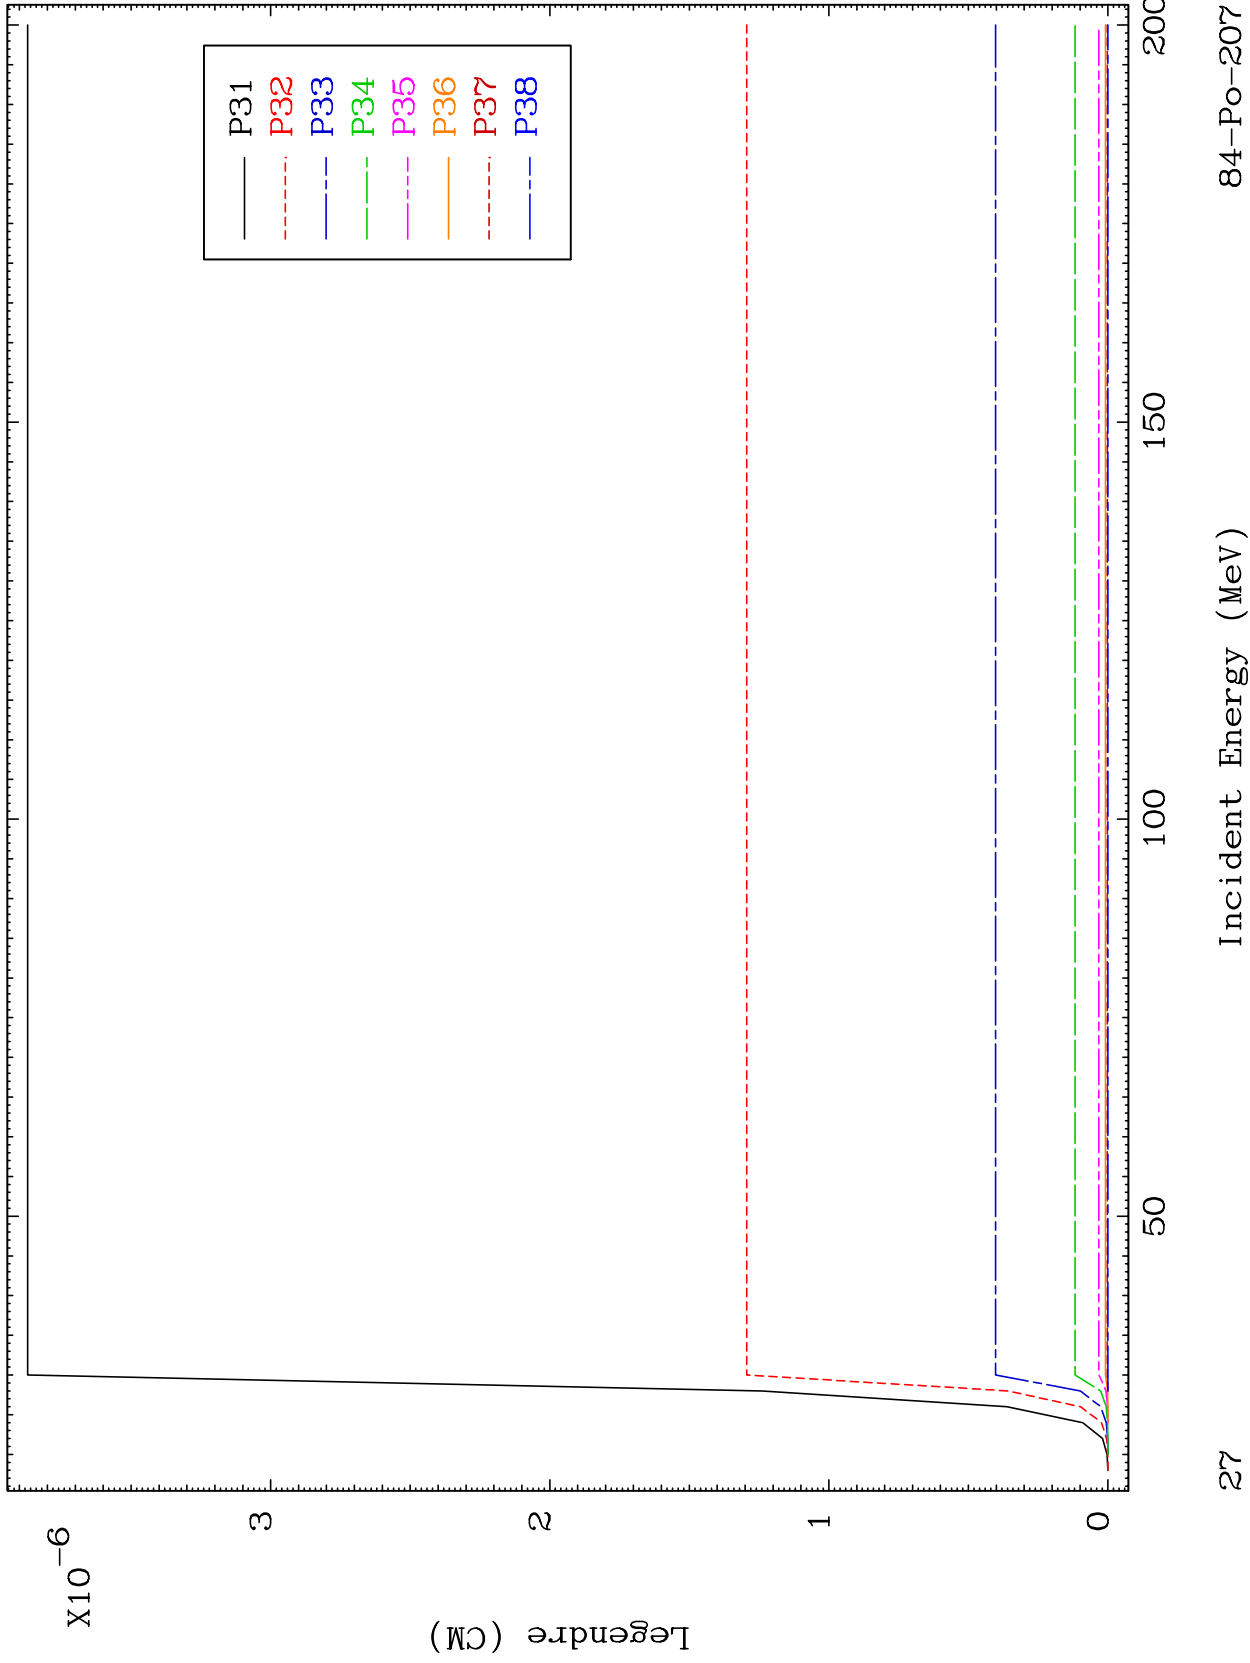 X10-6
Legendre (CM)
3
2
1
0
P31
P32
P33
P34
P35
P36
P37
P38
50
100
150
200
27
Incident Energy (MeV)
84-Po-207